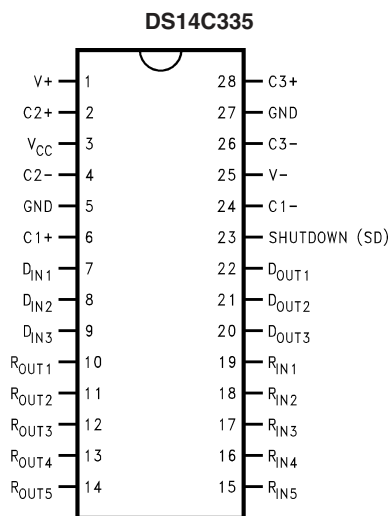 DS14C335
V+ 1 28 C3+
C2+ 2 27 GND
VCC 3 26 C3-
C2- 4 25 V-
GND 5 24 C1-
C1+ 6 23 SHUTDOWN (SD)
DIN1 7 22 DOUT1
DIN2 8 21 DOUT2
DIN3 9 20 DOUT3
ROUT1 10 19 RIN1
ROUT2 11 18 RIN2
ROUT3 12 17 RIN3
ROUT4 13 16 RIN4
ROUT5 14 15 RIN5